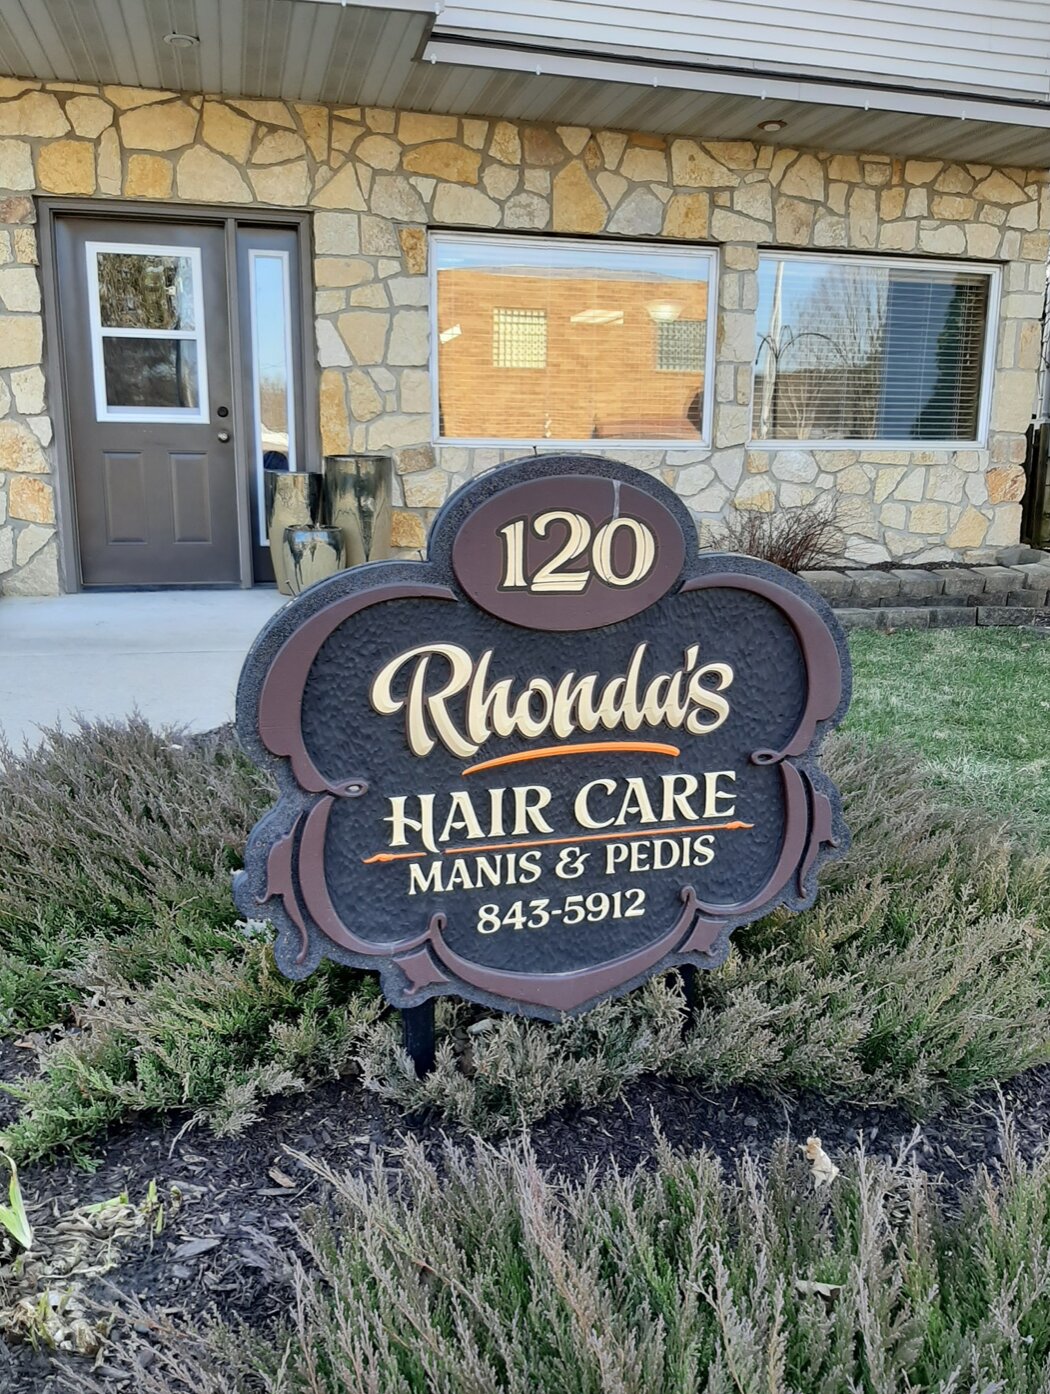 120
Rhonda's
HAIR CARE
MANIS & PEDIS
843-5912